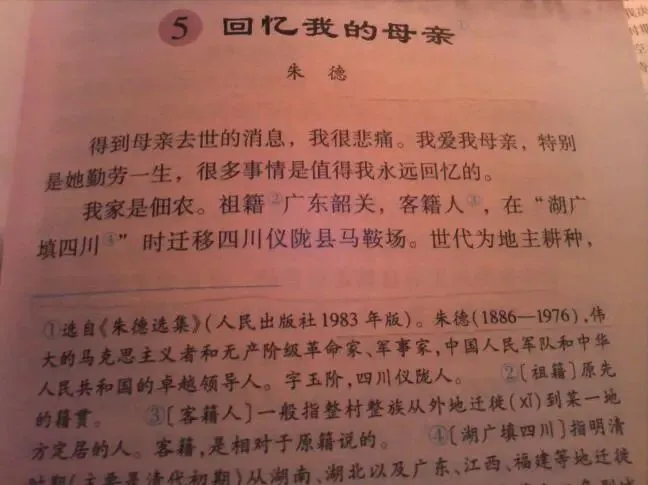 5 回忆我的母亲①
朱 德
得到母亲去世的消息，我很悲痛。我爱我母亲，特别
是她勤劳一生，很多事情是值得我永远回忆的。
我家是佃农。祖籍②广东韶关，客籍人③，在“湖广
填四川④”时迁移四川仪陇县马鞍场。世代为地主耕种，
①选自《朱德选集》(人民出版社1983年版)。朱德(1886—1976)，伟
大的马克思主义者和无产阶级革命家、军事家，中国人民军队和中华
人民共和国的卓越领导人。字玉阶，四川仪陇人。 ②〔祖籍〕原先
的籍贯。 ③〔客籍人〕一般指整村整族从外地迁徙(xǐ)到某一地
方定居的人。客籍，是相对于原籍说的。 ④〔湖广填四川〕指明清
时期(主要是清代初期)从湖南、湖北以及广东、江西、福建等地迁徙